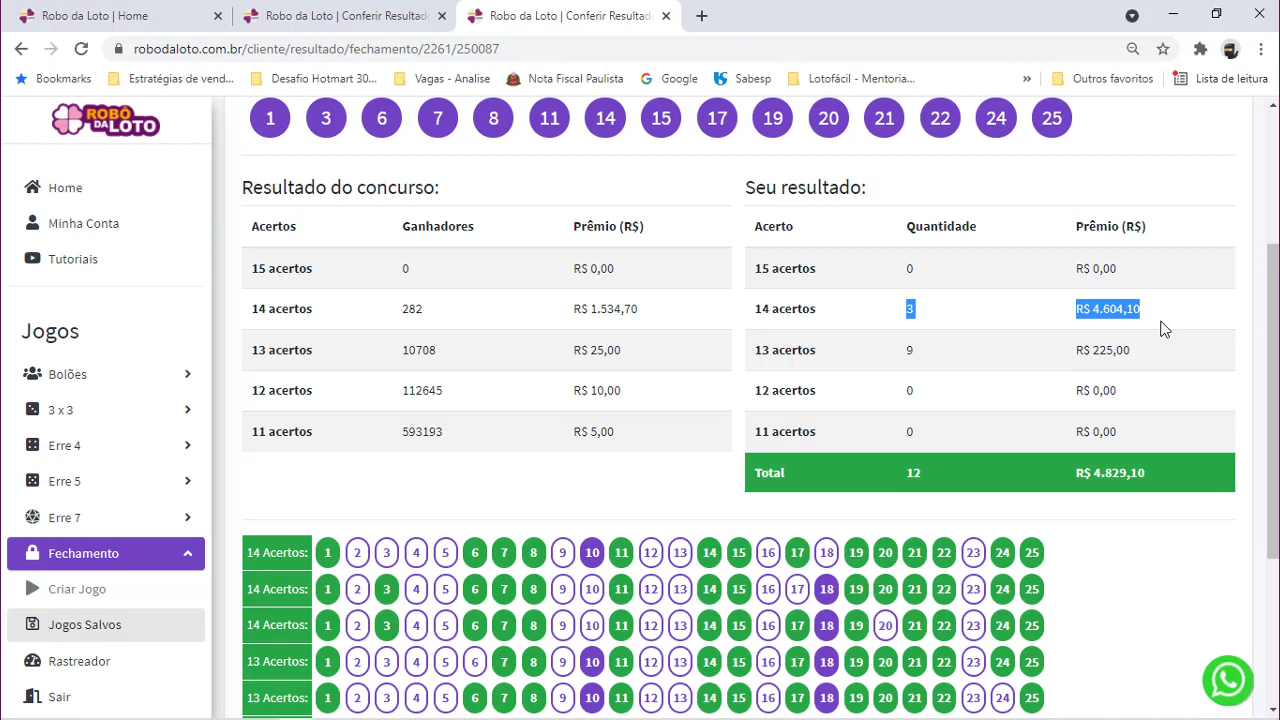 Robo da Loto | Home
Robo da Loto | Conferir Resultad
Robo da Loto | Conferir Resultad
robodaloto.com.br/cliente/resultado/fechamento/2261/250087
Bookmarks Estratégias de vend... Desafio Hotmart 30... Vagas - Analise Nota Fiscal Paulista Google Sabesp Lotofácil - Mentoria... » Outros favoritos Lista de leitura
ROBO DA LOTO
Home
Minha Conta
Tutoriais
Jogos
Bolões
3 x 3
Erre 4
Erre 5
Erre 7
Fechamento
Criar Jogo
Jogos Salvos
Rastreador
Sair
1 3 6 7 8 11 14 15 17 19 20 21 22 24 25
Resultado do concurso:
Acertos Ganhadores Prêmio (R$)
15 acertos 0 R$ 0,00
14 acertos 282 R$ 1.534,70
13 acertos 10708 R$ 25,00
12 acertos 112645 R$ 10,00
11 acertos 593193 R$ 5,00
Seu resultado:
Acerto Quantidade Prêmio (R$)
15 acertos 0 R$ 0,00
14 acertos 3 R$ 4.604,10
13 acertos 9 R$ 225,00
12 acertos 0 R$ 0,00
11 acertos 0 R$ 0,00
Total 12 R$ 4.829,10
14 Acertos: 1 2 3 4 5 6 7 8 9 10 11 12 13 14 15 16 17 18 19 20 21 22 23 24 25
14 Acertos: 1 2 3 4 5 6 7 8 9 10 11 12 13 14 15 16 17 18 19 20 21 22 23 24 25
14 Acertos: 1 2 3 4 5 6 7 8 9 10 11 12 13 14 15 16 17 18 19 20 21 22 23 24 25
13 Acertos: 1 2 3 4 5 6 7 8 9 10 11 12 13 14 15 16 17 18 19 20 21 22 23 24 25
13 Acertos: 1 2 3 4 5 6 7 8 9 10 11 12 13 14 15 16 17 18 19 20 21 22 23 24 25